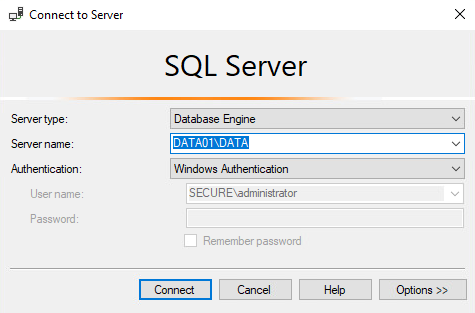 Connect to Server
SQL Server
Server type: Database Engine
Server name: DATA01\DATA
Authentication: Windows Authentication
User name: SECURE\administrator
Password:
Remember password
Connect Cancel Help Options >>